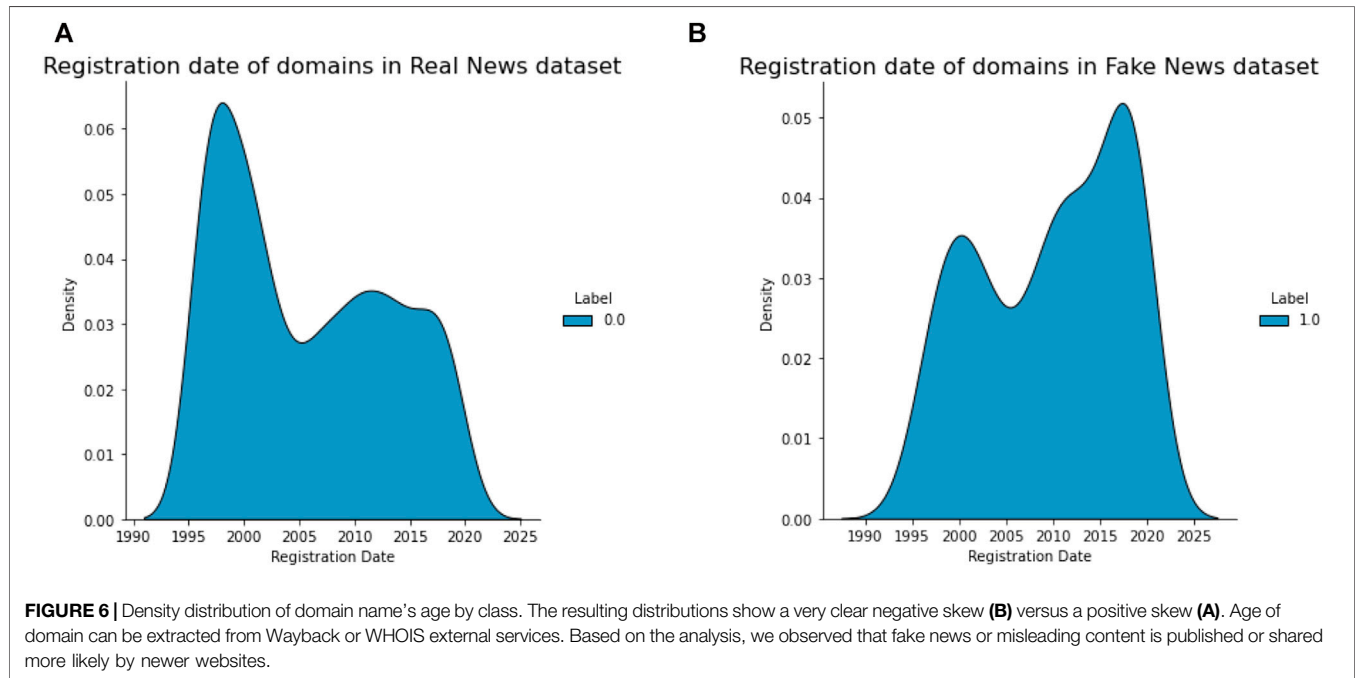 A
Registration date of domains in Real News dataset
0.06
0.05
0.04
0.03
0.02
0.01
0.00
Density
1990 1995 2000 2005 2010 2015 2020 2025
Registration Date
Label
0.0
B
Registration date of domains in Fake News dataset
0.05
0.04
0.03
0.02
0.01
0.00
Density
1990 1995 2000 2005 2010 2015 2020 2025
Registration Date
Label
1.0
FIGURE 6 | Density distribution of domain name’s age by class. The resulting distributions show a very clear negative skew (B) versus a positive skew (A). Age of
domain can be extracted from Wayback or WHOIS external services. Based on the analysis, we observed that fake news or misleading content is published or shared
more likely by newer websites.